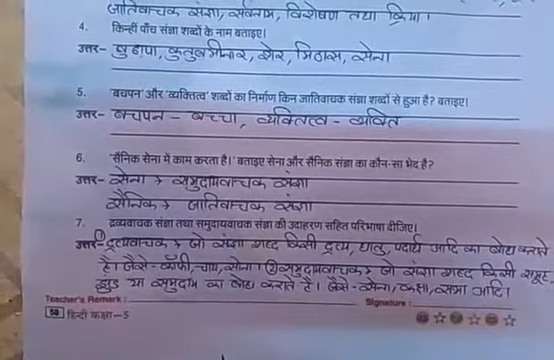 जातिवाचक संज्ञा, सर्वनाम, विशेषण तथा क्रिया।
4. किन्हीं पाँच संज्ञा शब्दों के नाम बताइए।
उत्तर- बुढ़ापा, कुतुबमीनार, शेर, मिठास, सेना
5. 'बचपन' और 'व्यक्तित्व' शब्दों का निर्माण किन जातिवाचक संज्ञा शब्दों से हुआ है? बताइए।
उत्तर- बचपन - बच्चा, व्यक्तित्व - व्यक्ति
6. 'सैनिक सेना में काम करता है।' बताइए सेना और सैनिक संज्ञा का कौन-सा भेद है?
उत्तर- सेना → समुदायवाचक संज्ञा
सैनिक → जातिवाचक संज्ञा
7. द्रव्यवाचक संज्ञा तथा समुदायवाचक संज्ञा की उदाहरण सहित परिभाषा दीजिए।
उत्तर- ① द्रव्यवाचक → जो संज्ञा शब्द किसी द्रव्य, धातु, पदार्थ आदि का बोध कराते
है। जैसे- कॉफी, चाय, सोना। ② समुदायवाचक → जो संज्ञा शब्द किसी समूह,
झुंड या समुदाय का बोध कराते है। जैसे- सेना, कक्षा, सभा आदि।
Teacher's Remark : Signature :
58 हिन्दी कक्षा-5